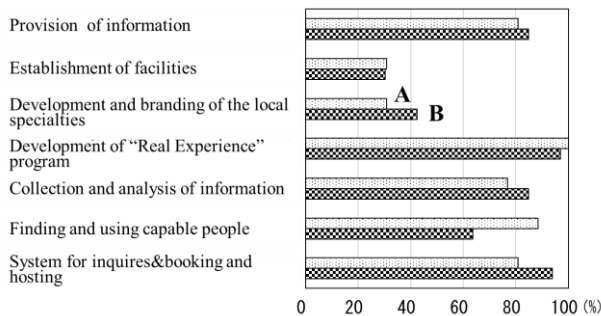 Provision of information
Establishment of facilities
Development and branding of the local
specialties
A
B
Development of “Real Experience”
program
Collection and analysis of information
Finding and using capable people
System for inquires&booking and
hosting
0 20 40 60 80 100 (%)